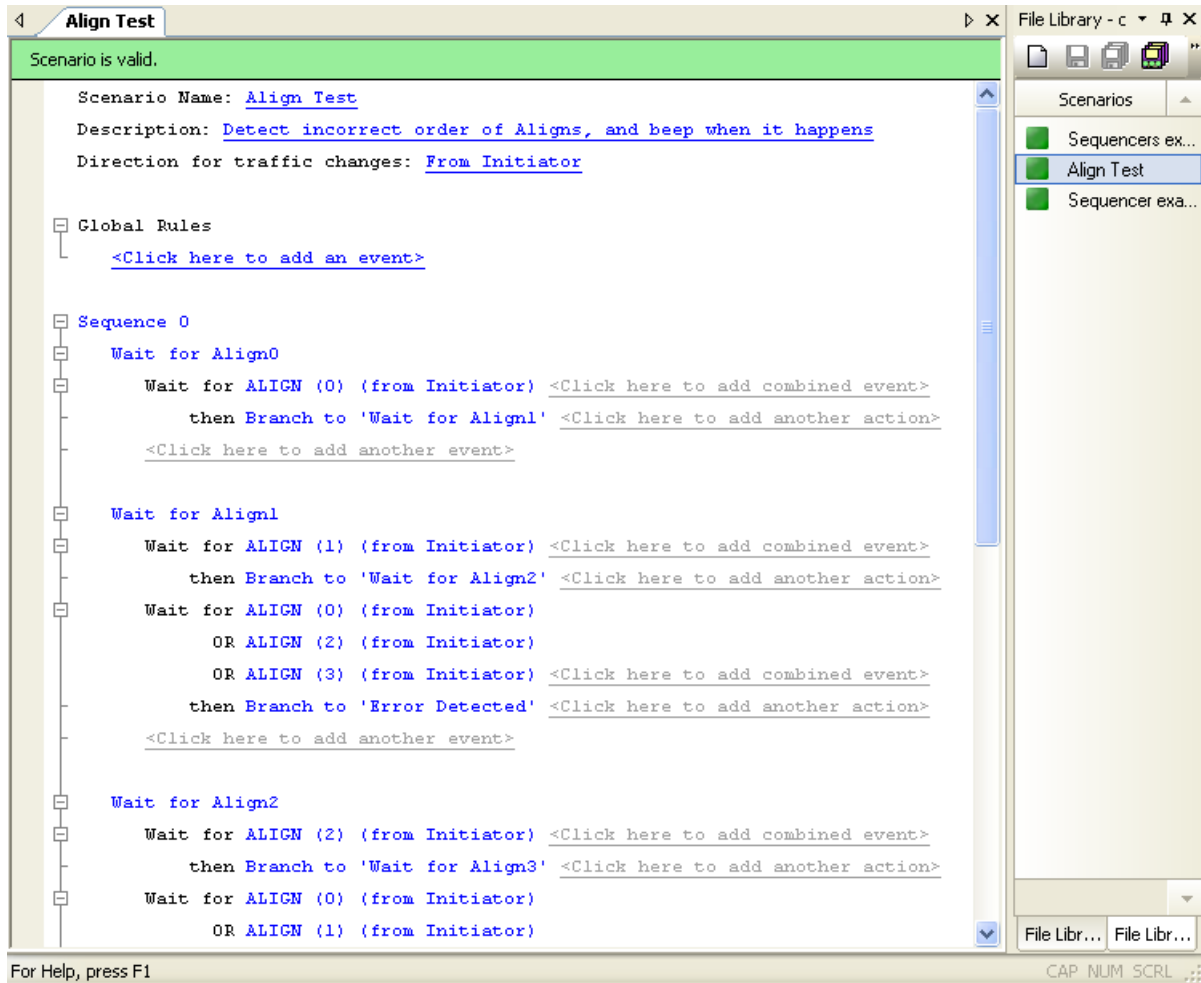 Align Test
File Library - c
Scenario is valid.
Scenario Name: Align Test
Description: Detect incorrect order of Aligns, and beep when it happens
Direction for traffic changes: From Initiator
Global Rules
<Click here to add an event>
Sequence 0
Wait for Align0
Wait for ALIGN (0) (from Initiator) <Click here to add combined event>
then Branch to 'Wait for Align1' <Click here to add another action>
<Click here to add another event>
Wait for Align1
Wait for ALIGN (1) (from Initiator) <Click here to add combined event>
then Branch to 'Wait for Align2' <Click here to add another action>
Wait for ALIGN (0) (from Initiator)
OR ALIGN (2) (from Initiator)
OR ALIGN (3) (from Initiator) <Click here to add combined event>
then Branch to 'Error Detected' <Click here to add another action>
<Click here to add another event>
Wait for Align2
Wait for ALIGN (2) (from Initiator) <Click here to add combined event>
then Branch to 'Wait for Align3' <Click here to add another action>
Wait for ALIGN (0) (from Initiator)
OR ALIGN (1) (from Initiator)
Scenarios
Sequencers ex...
Align Test
Sequencer exa...
File Libr... File Libr...
For Help, press F1
CAP NUM SCRL